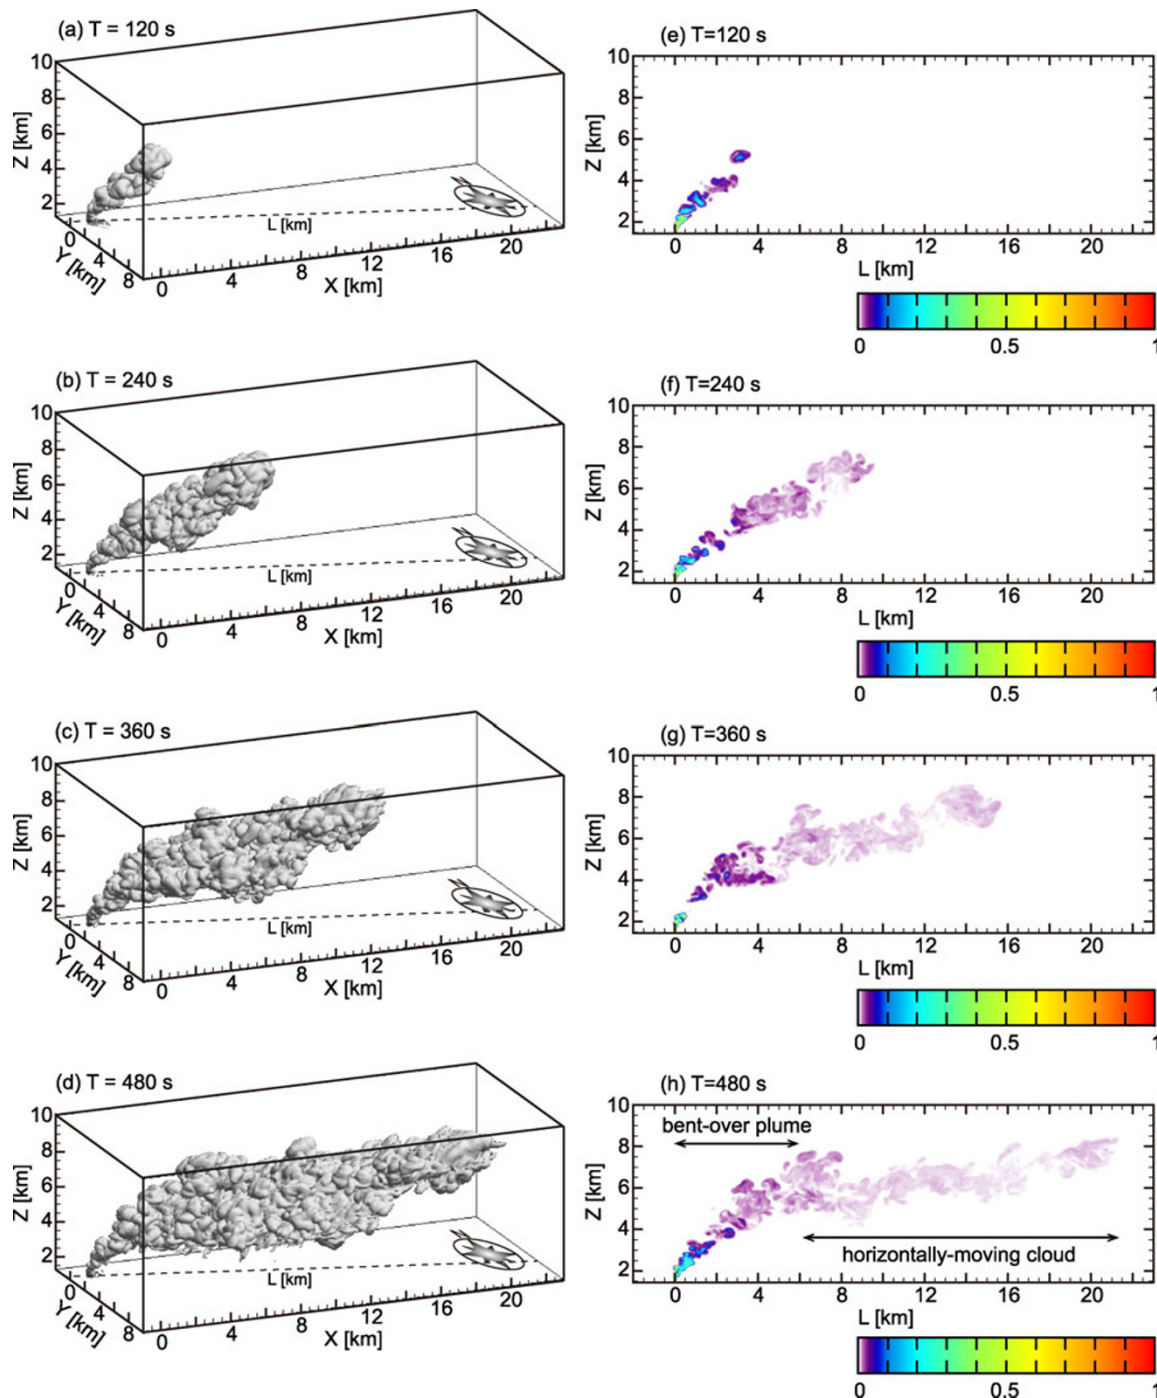 (a) T = 120 s
10
8
6
4
2
Z [km]
0
4
8
Y [km]
L [km]
0
4
8
12
16
20
X [km]
(e) T=120 s
10
8
6
4
2
Z [km]
0 4 8 12 16 20
L [km]
0 0.5 1
(b) T = 240 s
10
8
6
4
2
Z [km]
0
4
8
Y [km]
L [km]
0
4
8
12
16
20
X [km]
(f) T=240 s
10
8
6
4
2
Z [km]
0 4 8 12 16 20
L [km]
0 0.5 1
(c) T = 360 s
10
8
6
4
2
Z [km]
0
4
8
Y [km]
L [km]
0
4
8
12
16
20
X [km]
(g) T=360 s
10
8
6
4
2
Z [km]
0 4 8 12 16 20
L [km]
0 0.5 1
(d) T = 480 s
10
8
6
4
2
Z [km]
0
4
8
Y [km]
L [km]
0
4
8
12
16
20
X [km]
(h) T=480 s
bent-over plume
horizontally-moving cloud
10
8
6
4
2
Z [km]
0 4 8 12 16 20
L [km]
0 0.5 1